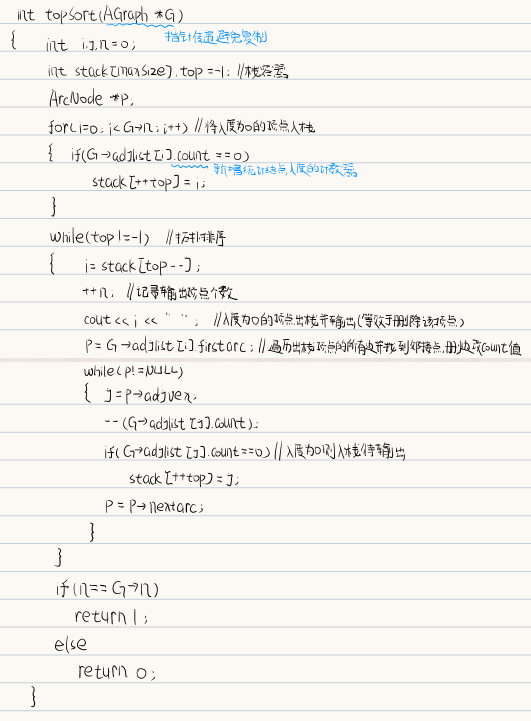 int topSort(AGraph *G)
{ int i,j,n=0; 指针传递避免复制
int stack[maxSize],top=-1; //栈容器
ArcNode *p;
for(i=0;i<G->n;i++) //将入度为0的顶点入栈
{ if(G->adjlist[i].count==0)
新增统计结点入度的计数器
stack[++top]=i;
}
while(top!=-1) //拓扑排序
{ i=stack[top--];
++n; //记录输出顶点个数
cout<<i<<" "; //入度为0的顶点出栈并输出(等效于删除该顶点)
p=G->adjlist[i].firstarc; //遍历出栈顶点的所有边并找到邻接点,删边改count值
while(p!=NULL)
{ j=p->adjvex;
--(G->adjlist[j].count);
if(G->adjlist[j].count==0) //入度为0则入栈待输出
stack[++top]=j;
p=p->nextarc;
}
}
if(n==G->n)
return 1;
else
return 0;
}